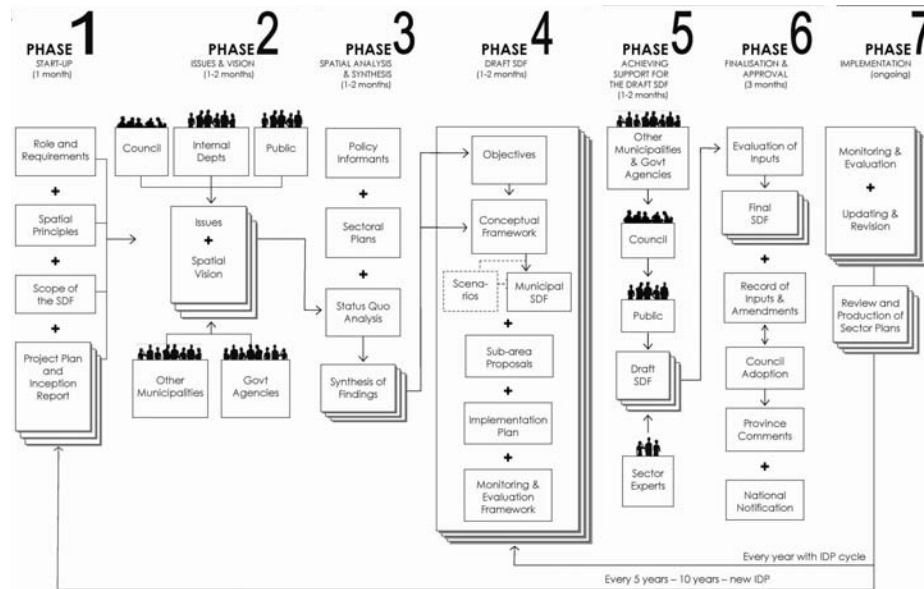 PHASE 1
START-UP
(1 month)
Role and
Requirements
+
Spatial
Principles
+
Scope of
the SDF
+
Project Plan
and
Inception
Report
PHASE 2
ISSUES & VISION
(1-2 months)
Council
Internal
Depts
Public
Issues
+
Spatial
Vision
Other
Municipalities
Govt
Agencies
PHASE 3
SPATIAL ANALYSIS
& SYNTHESIS
(1-2 months)
Policy
Informants
+
Sectoral
Plans
+
Status Quo
Analysis
Synthesis of
Findings
PHASE 4
DRAFT SDF
(1-2 months)
Objectives
Conceptual
Framework
Scena-
rios
Municipal
SDF
+
Sub-area
Proposals
+
Implementation
Plan
+
Monitoring &
Evaluation
Framework
PHASE 5
ACHIEVING
SUPPORT FOR
THE DRAFT SDF
(1-2 months)
Other
Municipalities
& Govt
Agencies
Council
Public
Draft
SDF
Sector
Experts
PHASE 6
FINALISATION &
APPROVAL
(3 months)
Evaluation of
Inputs
Final
SDF
Record of
Inputs &
Amendments
Council
Adoption
Province
Comments
+
National
Notification
PHASE 7
IMPLEMENTATION
(ongoing)
Monitoring &
Evaluation
+
Updating &
Revision
Review and
Production of
Sector Plans
Every year with IDP cycle
Every 5 years – 10 years – new IDP